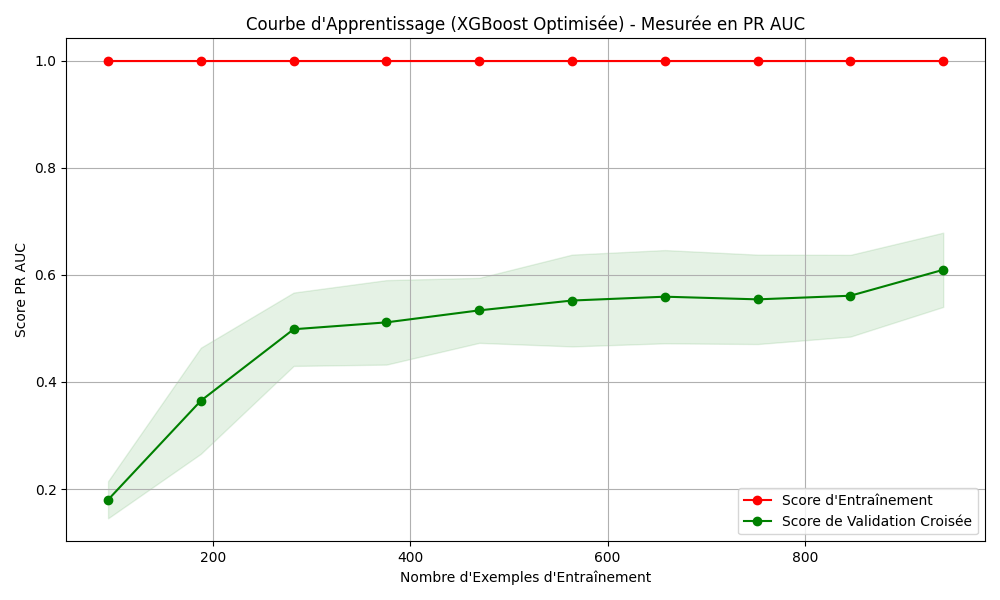 Courbe d'Apprentissage (XGBoost Optimisée) - Mesurée en PR AUC
Score PR AUC
1.0
0.8
0.6
0.4
0.2
200
400
600
800
Nombre d'Exemples d'Entraînement
Score d'Entraînement
Score de Validation Croisée